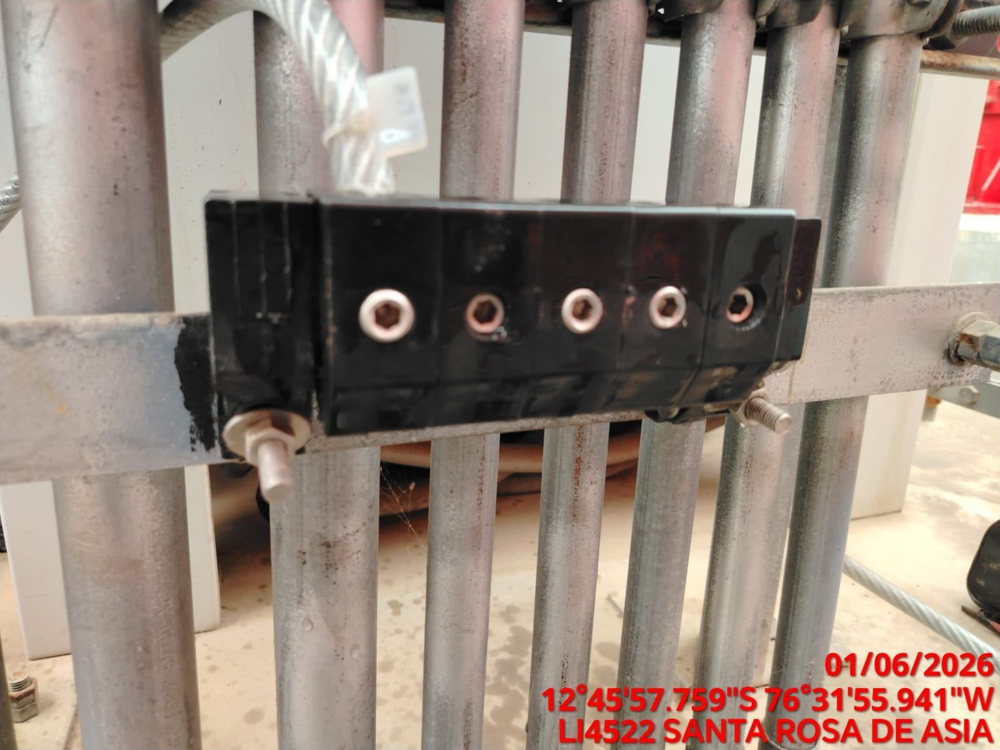 01/06/2026
12°45'57.759"S 76°31'55.941"W
LI4522 SANTA ROSA DE ASIA